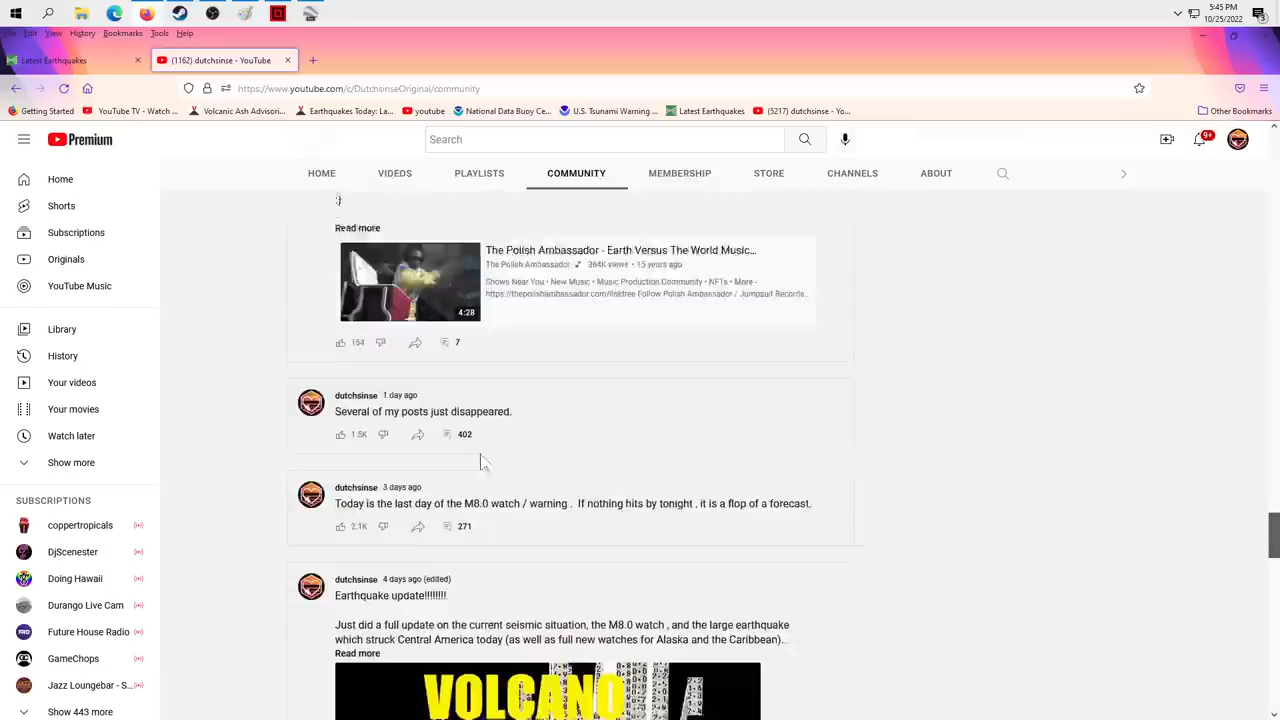 5:45 PM
10/25/2022
Edit View History Bookmarks Tools Help
Latest Earthquakes
(1162) dutchsinse - YouTube
https://www.youtube.com/c/DutchsinseOriginal/community
Getting Started YouTube TV - Watch ... Volcanic Ash Advisori... Earthquakes Today: La... youtube National Data Buoy Ce... U.S. Tsunami Warning ... Latest Earthquakes (5217) dutchsinse - Yo... Other Bookmarks
Premium
Search
9+
HOME VIDEOS PLAYLISTS COMMUNITY MEMBERSHIP STORE CHANNELS ABOUT
Home
Shorts
Subscriptions
Originals
YouTube Music
Library
History
Your videos
Your movies
Watch later
Show more
SUBSCRIPTIONS
coppertropicals
DjScenester
Doing Hawaii
Durango Live Cam
Future House Radio
GameChops
Jazz Loungebar - S...
Show 443 more
:}
Read more
The Polish Ambassador - Earth Versus The World Music...
The Polish Ambassador 364K views • 15 years ago
Shows Near You • New Music • Music Production Community • NFTs • More -
https://thepolishambassador.com/linktree Follow Polish Ambassador / Jumpsuit Records...
4:28
154 7
dutchsinse 1 day ago
Several of my posts just disappeared.
402
dutchsinse 3 days ago
Today is the last day of the M8.0 watch / warning . If nothing hits by tonight , it is a flop of a forecast.
2.1K 271
dutchsinse 4 days ago (edited)
Earthquake update!!!!!!!!
Just did a full update on the current seismic situation, the M8.0 watch , and the large earthquake
which struck Central America today (as well as full new watches for Alaska and the Caribbean)...
Read more
VOLCANO